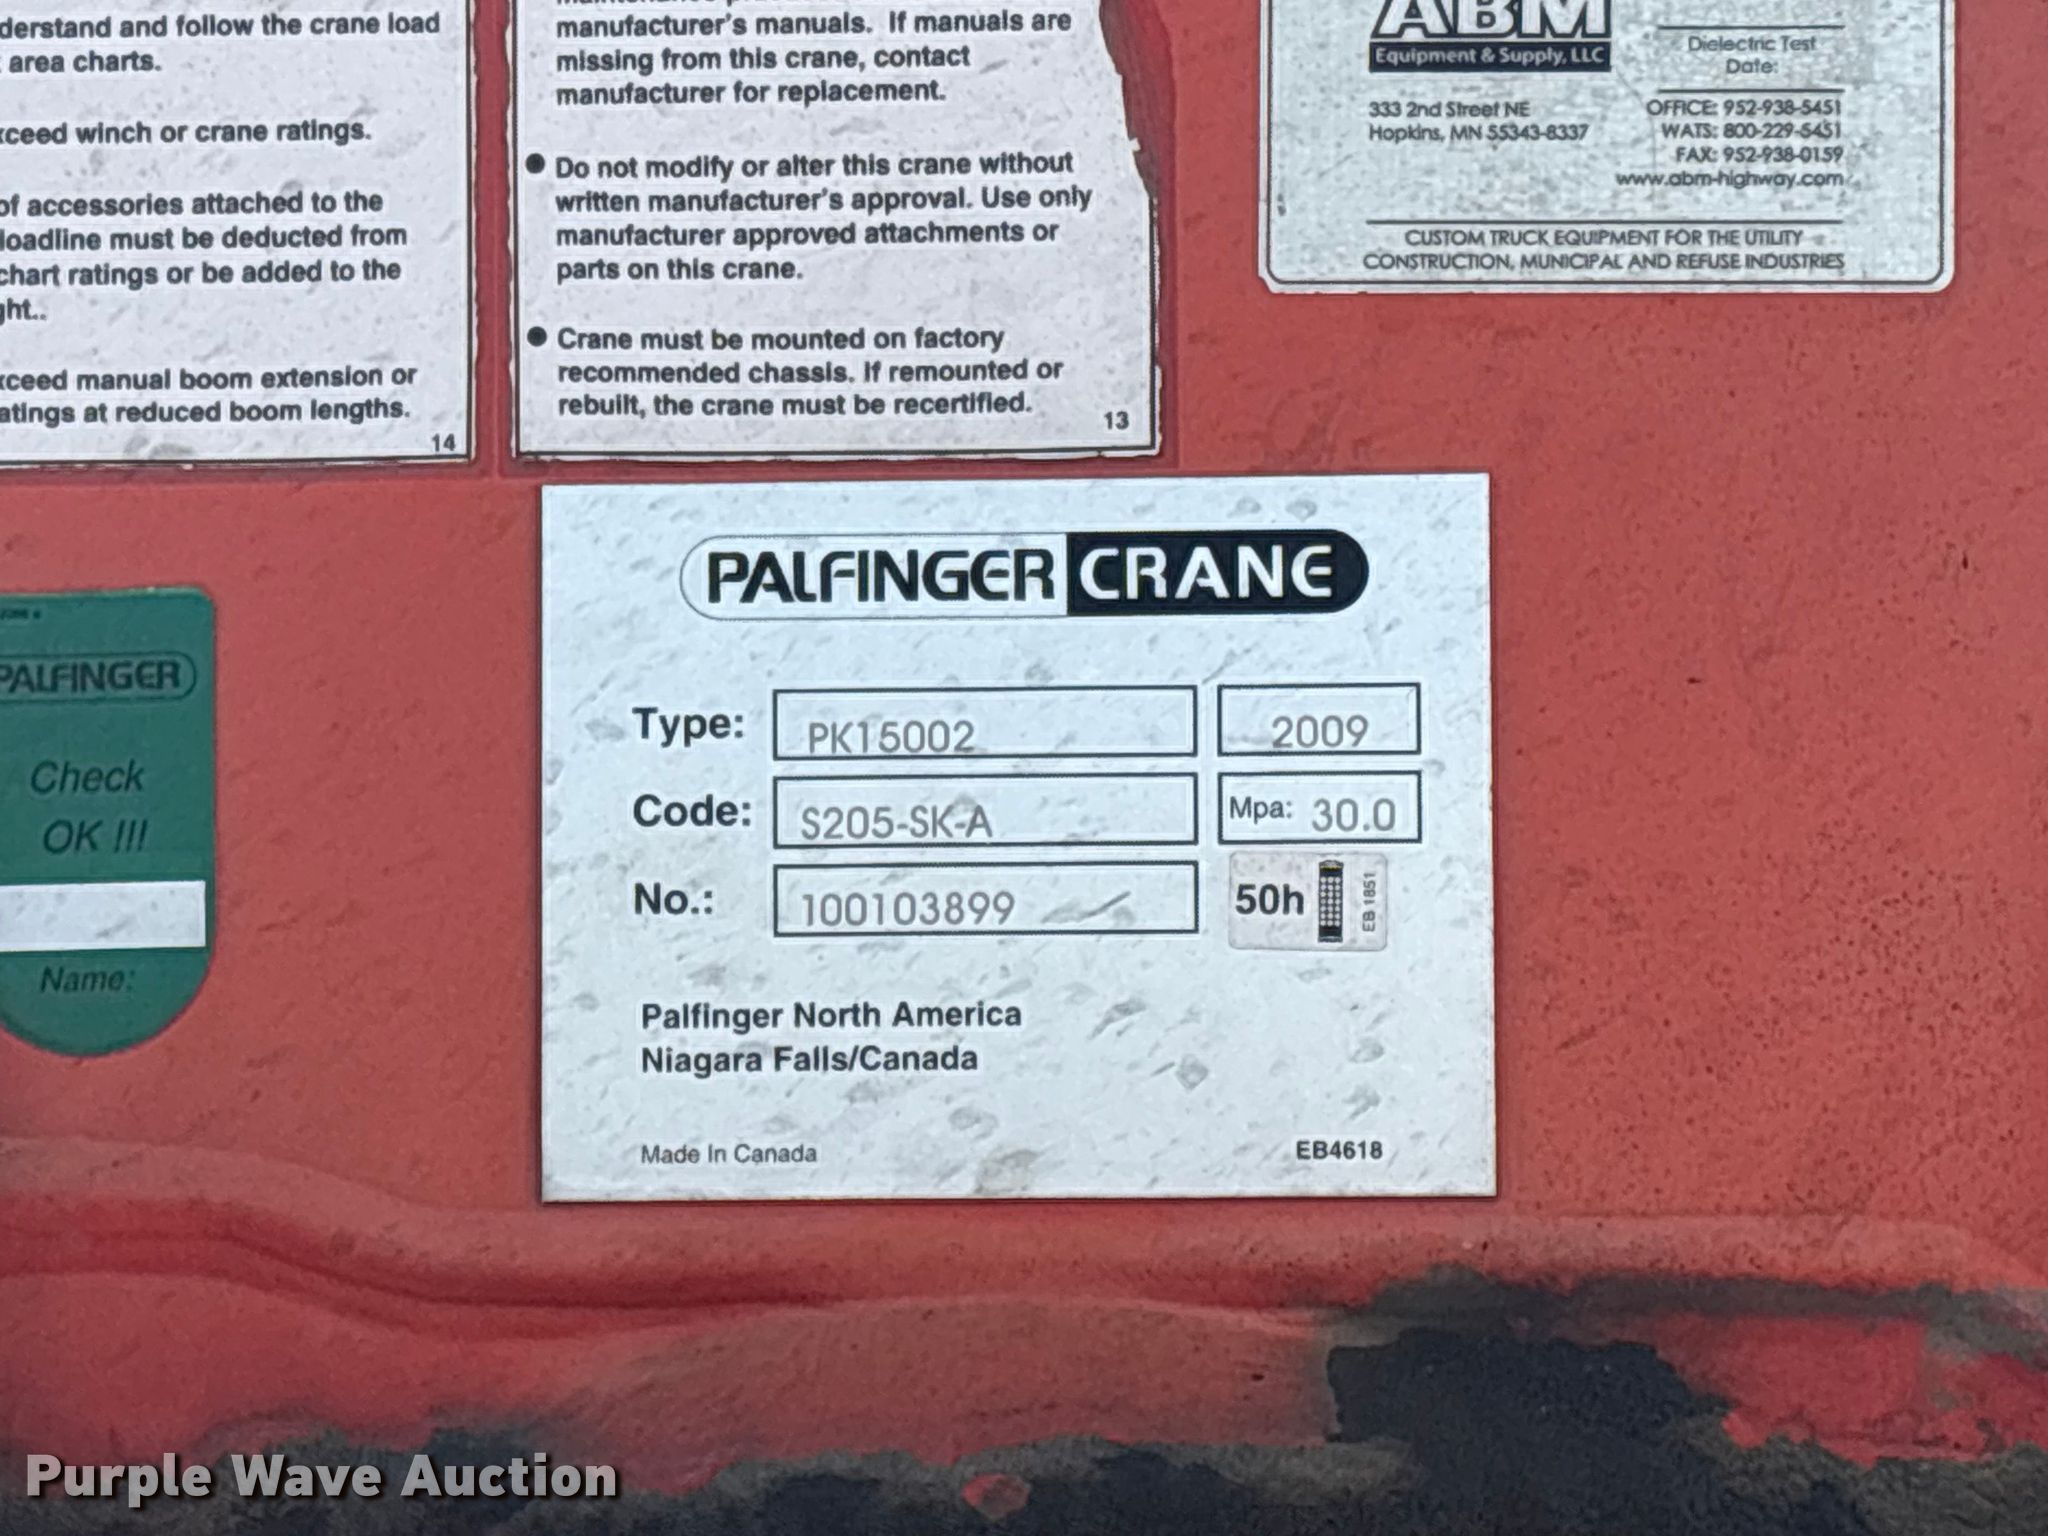 derstand and follow the crane load
area charts.
xceed winch or crane ratings.
of accessories attached to the
loadline must be deducted from
chart ratings or be added to the
ght..
xceed manual boom extension or
atings at reduced boom lengths.
14
manufacturer's manuals. If manuals are
missing from this crane, contact
manufacturer for replacement.
● Do not modify or alter this crane without
written manufacturer's approval. Use only
manufacturer approved attachments or
parts on this crane.
● Crane must be mounted on factory
recommended chassis. If remounted or
rebuilt, the crane must be recertified.
13
ABM
Equipment & Supply, LLC
333 2nd Street NE
Hopkins, MN 55343-8337
Dielectric Test
Date:
OFFICE: 952-938-5451
WATS: 800-229-5451
FAX: 952-938-0159
www.abm-highway.com
CUSTOM TRUCK EQUIPMENT FOR THE UTILITY
CONSTRUCTION, MUNICIPAL AND REFUSE INDUSTRIES
PALFINGER
Check
OK !!!
Name:
PALFINGER CRANE
Type: PK15002 2009
Code: S205-SK-A Mpa: 30.0
No.: 100103899 50h EB 1851
Palfinger North America
Niagara Falls/Canada
Made In Canada EB4618
Purple Wave Auction